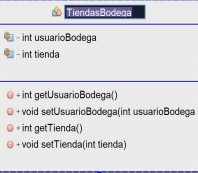 TiendasBodega
- int usuarioBodega
- int tienda
+ int getUsuarioBodega()
+ void setUsuarioBodega(int usuarioBodega
+ int getTienda()
+ void setTienda(int tienda)